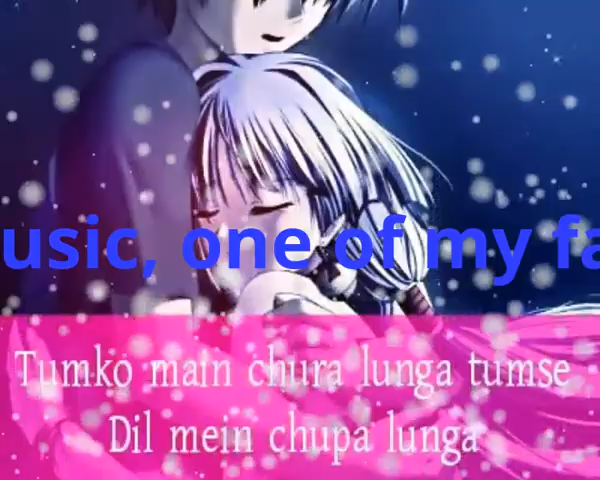 usic, one of my fa
Tumko main chura lunga tumse
Dil mein chupa lunga